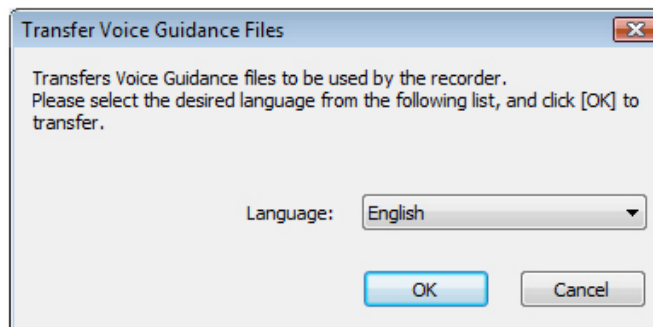 Transfer Voice Guidance Files
Transfers Voice Guidance files to be used by the recorder.
Please select the desired language from the following list, and click [OK] to
transfer.
Language: English
OK Cancel